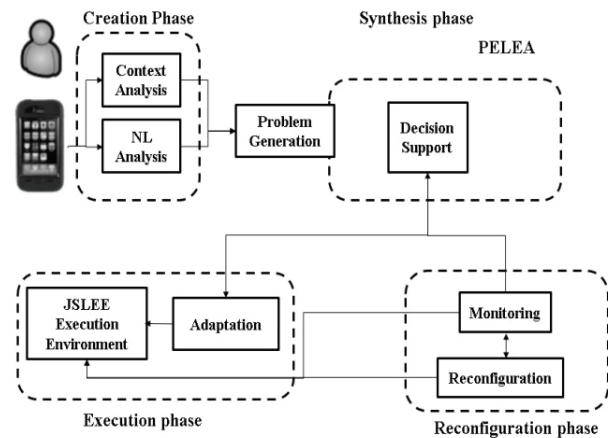 Creation Phase
Synthesis phase
PELEA
Context
Analysis
NL
Analysis
Problem
Generation
Decision
Support
JSLEE
Execution
Environment
Adaptation
Monitoring
Reconfiguration
Execution phase
Reconfiguration phase